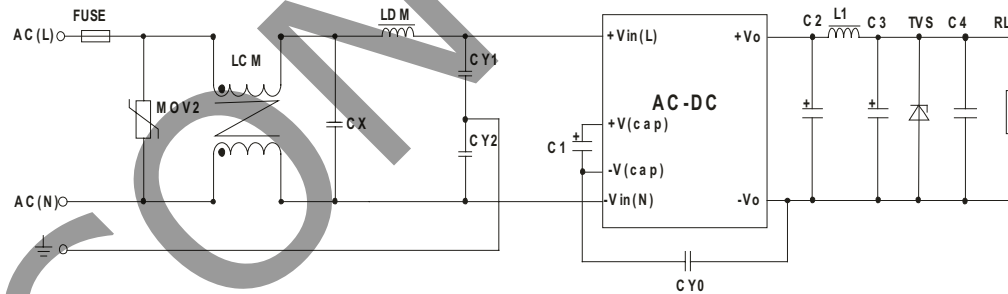 FUSE
LDM
C2
L1
C3
TVS
C4
RL
AC(L)
+Vin(L)
+Vo
LCM
CY1
MOV2
AC-DC
CX
+V(cap)
CY2
C1
-V(cap)
AC(N)
-Vin(N)
-Vo
CY0